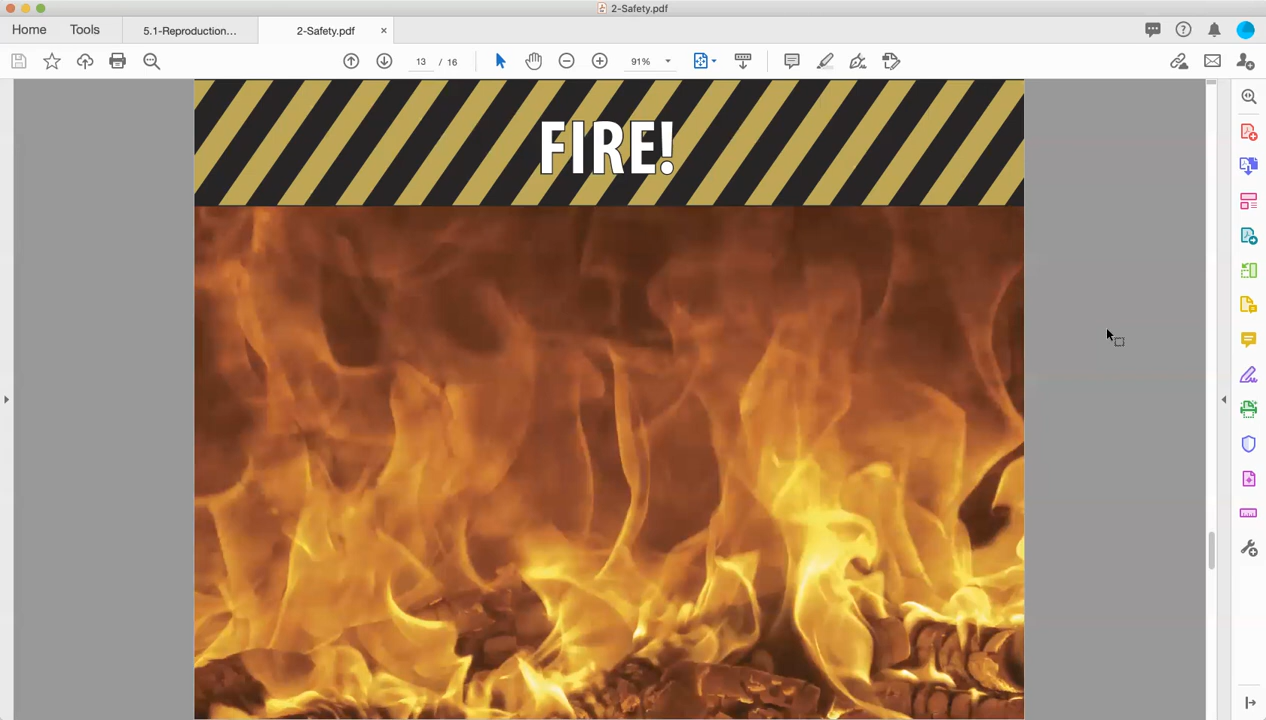 2-Safety.pdf
Home
Tools
5.1-Reproduction...
2-Safety.pdf
13 / 16
91%
FIRE!